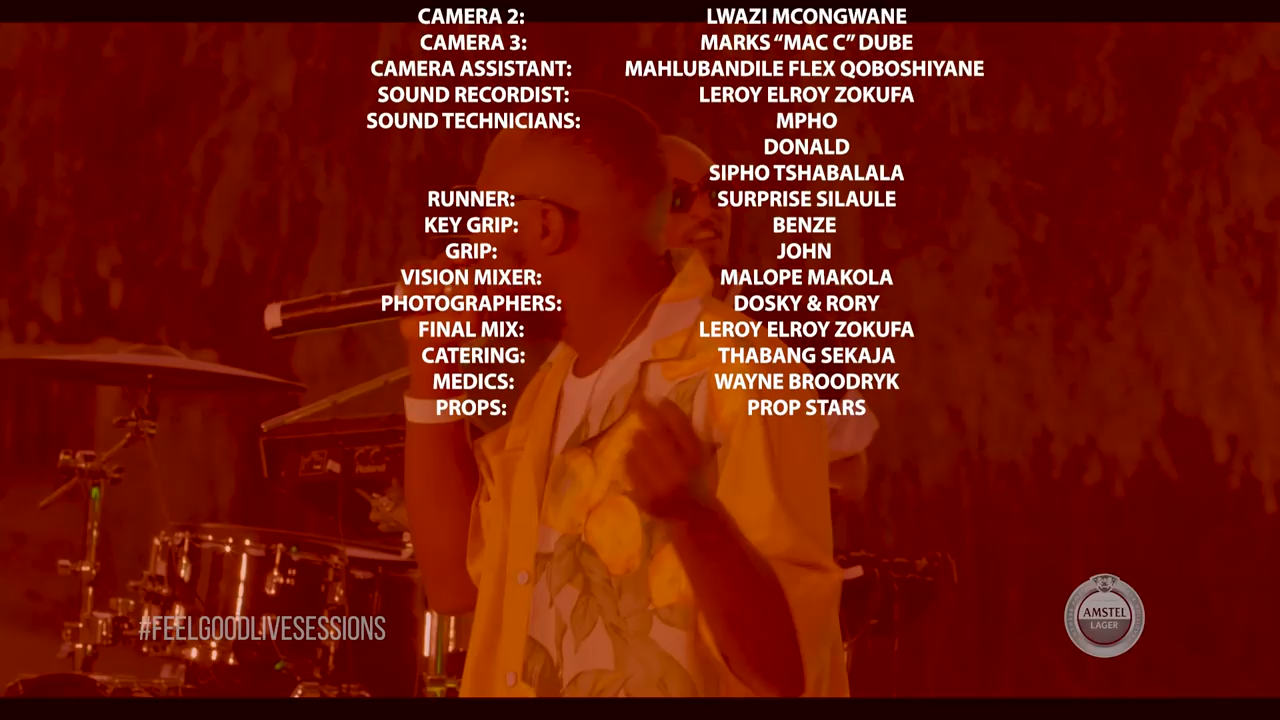 CAMERA 2: LWAZI MCONGWANE
CAMERA 3: MARKS “MAC C” DUBE
CAMERA ASSISTANT: MAHLUBANDILE FLEX QOBOSHIYANE
SOUND RECORDIST: LEROY ELROY ZOKUFA
SOUND TECHNICIANS: MPHO
DONALD
SIPHO TSHABALALA
RUNNER: SURPRISE SILAULE
KEY GRIP: BENZE
GRIP: JOHN
VISION MIXER: MALOPE MAKOLA
PHOTOGRAPHERS: DOSKY & RORY
FINAL MIX: LEROY ELROY ZOKUFA
CATERING: THABANG SEKAJA
MEDICS: WAYNE BROODRYK
PROPS: PROP STARS
#FEELGOODLIVESESSIONS
AMSTEL
LAGER